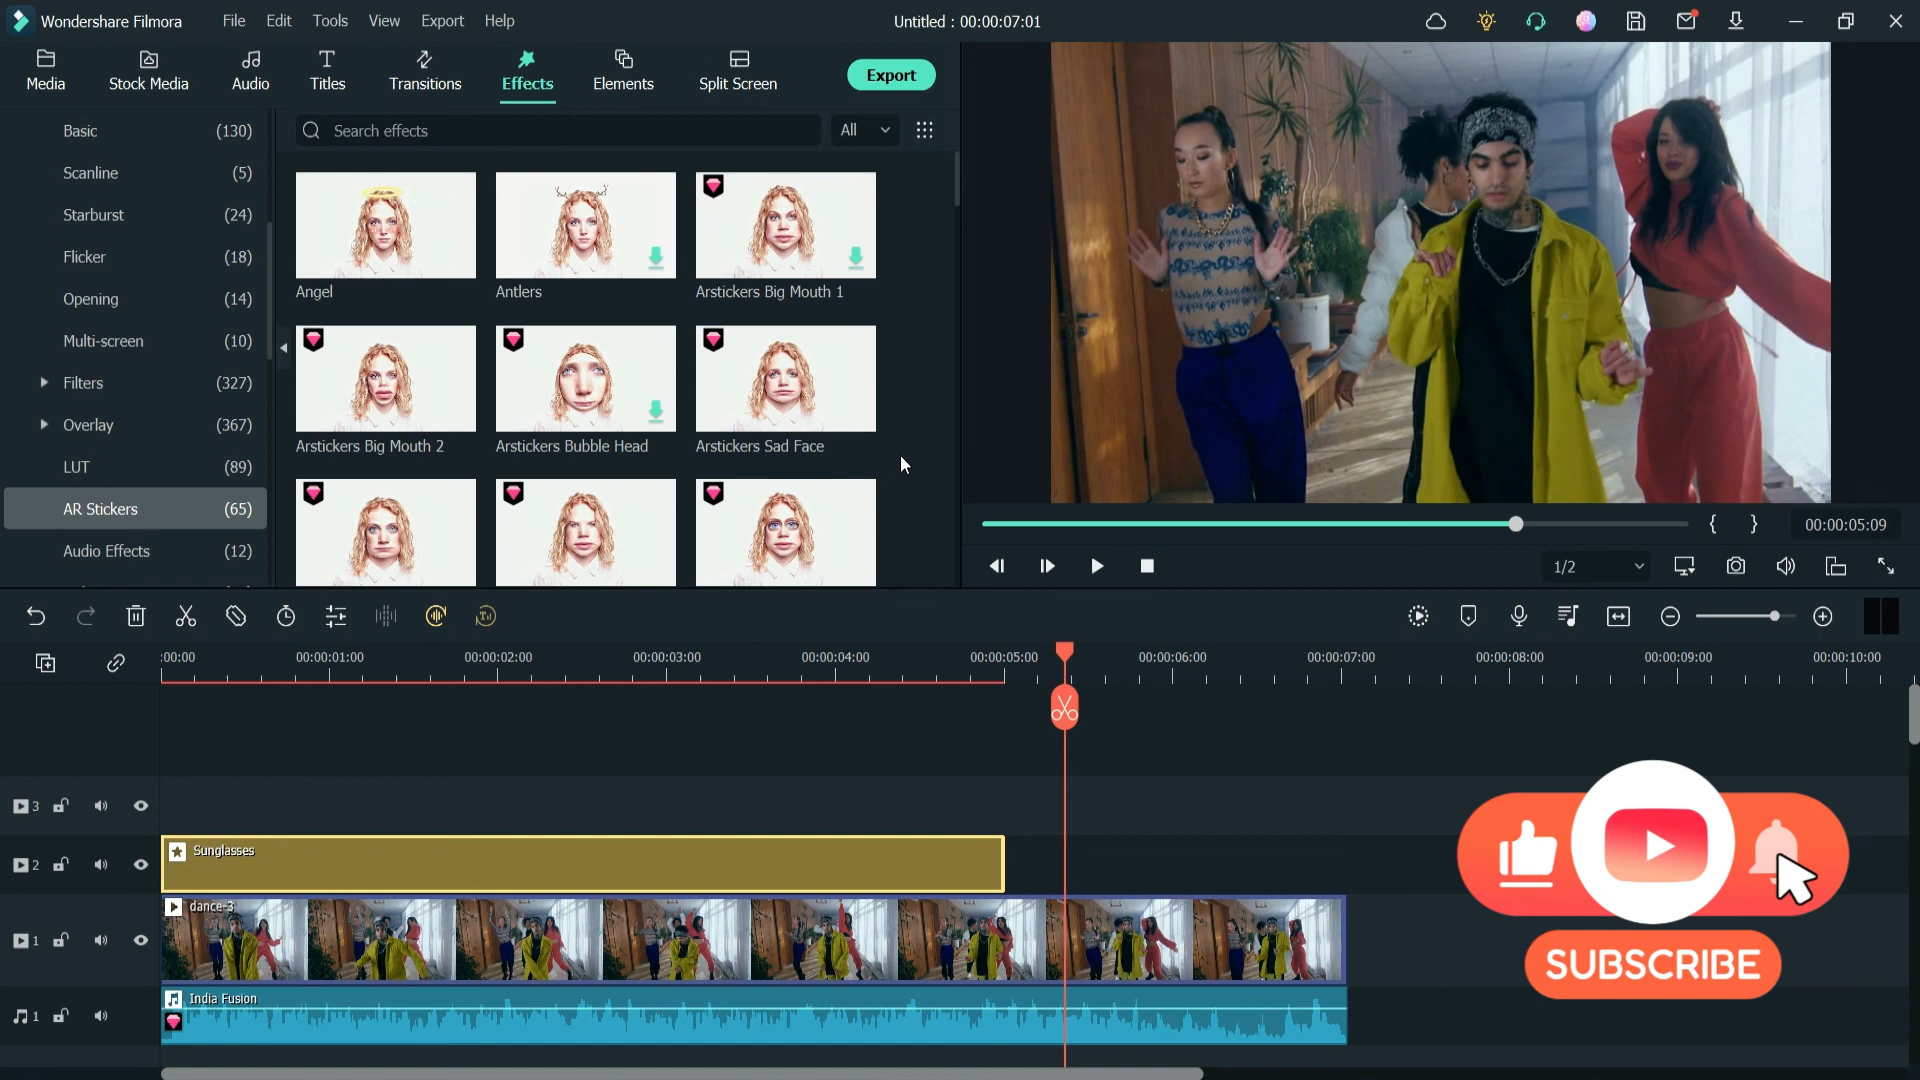 Wondershare Filmora File Edit Tools View Export Help Untitled : 00:00:07:01
Media Stock Media Audio Titles Transitions Effects Elements Split Screen Export
Search effects All
Basic (130)
Scanline (5)
Starburst (24)
Flicker (18)
Opening (14)
Multi-screen (10)
Filters (327)
Overlay (367)
LUT (89)
AR Stickers (65)
Audio Effects (12)
Angel Antlers Arstickers Big Mouth 1
Arstickers Big Mouth 2 Arstickers Bubble Head Arstickers Sad Face
{ } 00:00:05:09
1/2
:00:00 00:00:01:00 00:00:02:00 00:00:03:00 00:00:04:00 00:00:05:00 00:00:06:00 00:00:07:00 00:00:08:00 00:00:09:00 00:00:10:00
3
2 Sunglasses
dance-3
1
SUBSCRIBE
India Fusion
1